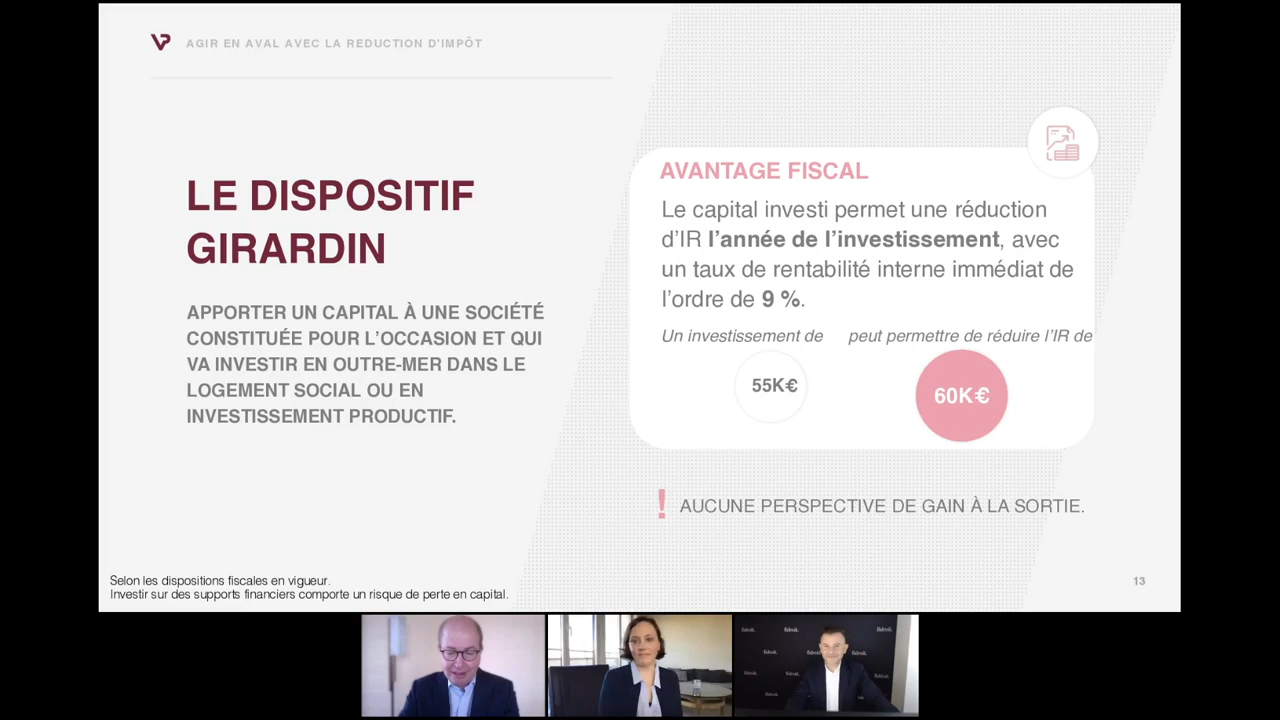 VP
AGIR EN AVAL AVEC LA REDUCTION D'IMPÔT
LE DISPOSITIF
GIRARDIN
APPORTER UN CAPITAL À UNE SOCIÉTÉ
CONSTITUÉE POUR L'OCCASION ET QUI
VA INVESTIR EN OUTRE-MER DANS LE
LOGEMENT SOCIAL OU EN
INVESTISSEMENT PRODUCTIF.
AVANTAGE FISCAL
Le capital investi permet une réduction
d'IR l'année de l'investissement, avec
un taux de rentabilité interne immédiat de
l'ordre de 9 %.
Un investissement de peut permettre de réduire l'IR de
55K€ 60K€
! AUCUNE PERSPECTIVE DE GAIN À LA SORTIE.
Selon les dispositions fiscales en vigueur.
Investir sur des supports financiers comporte un risque de perte en capital.
13